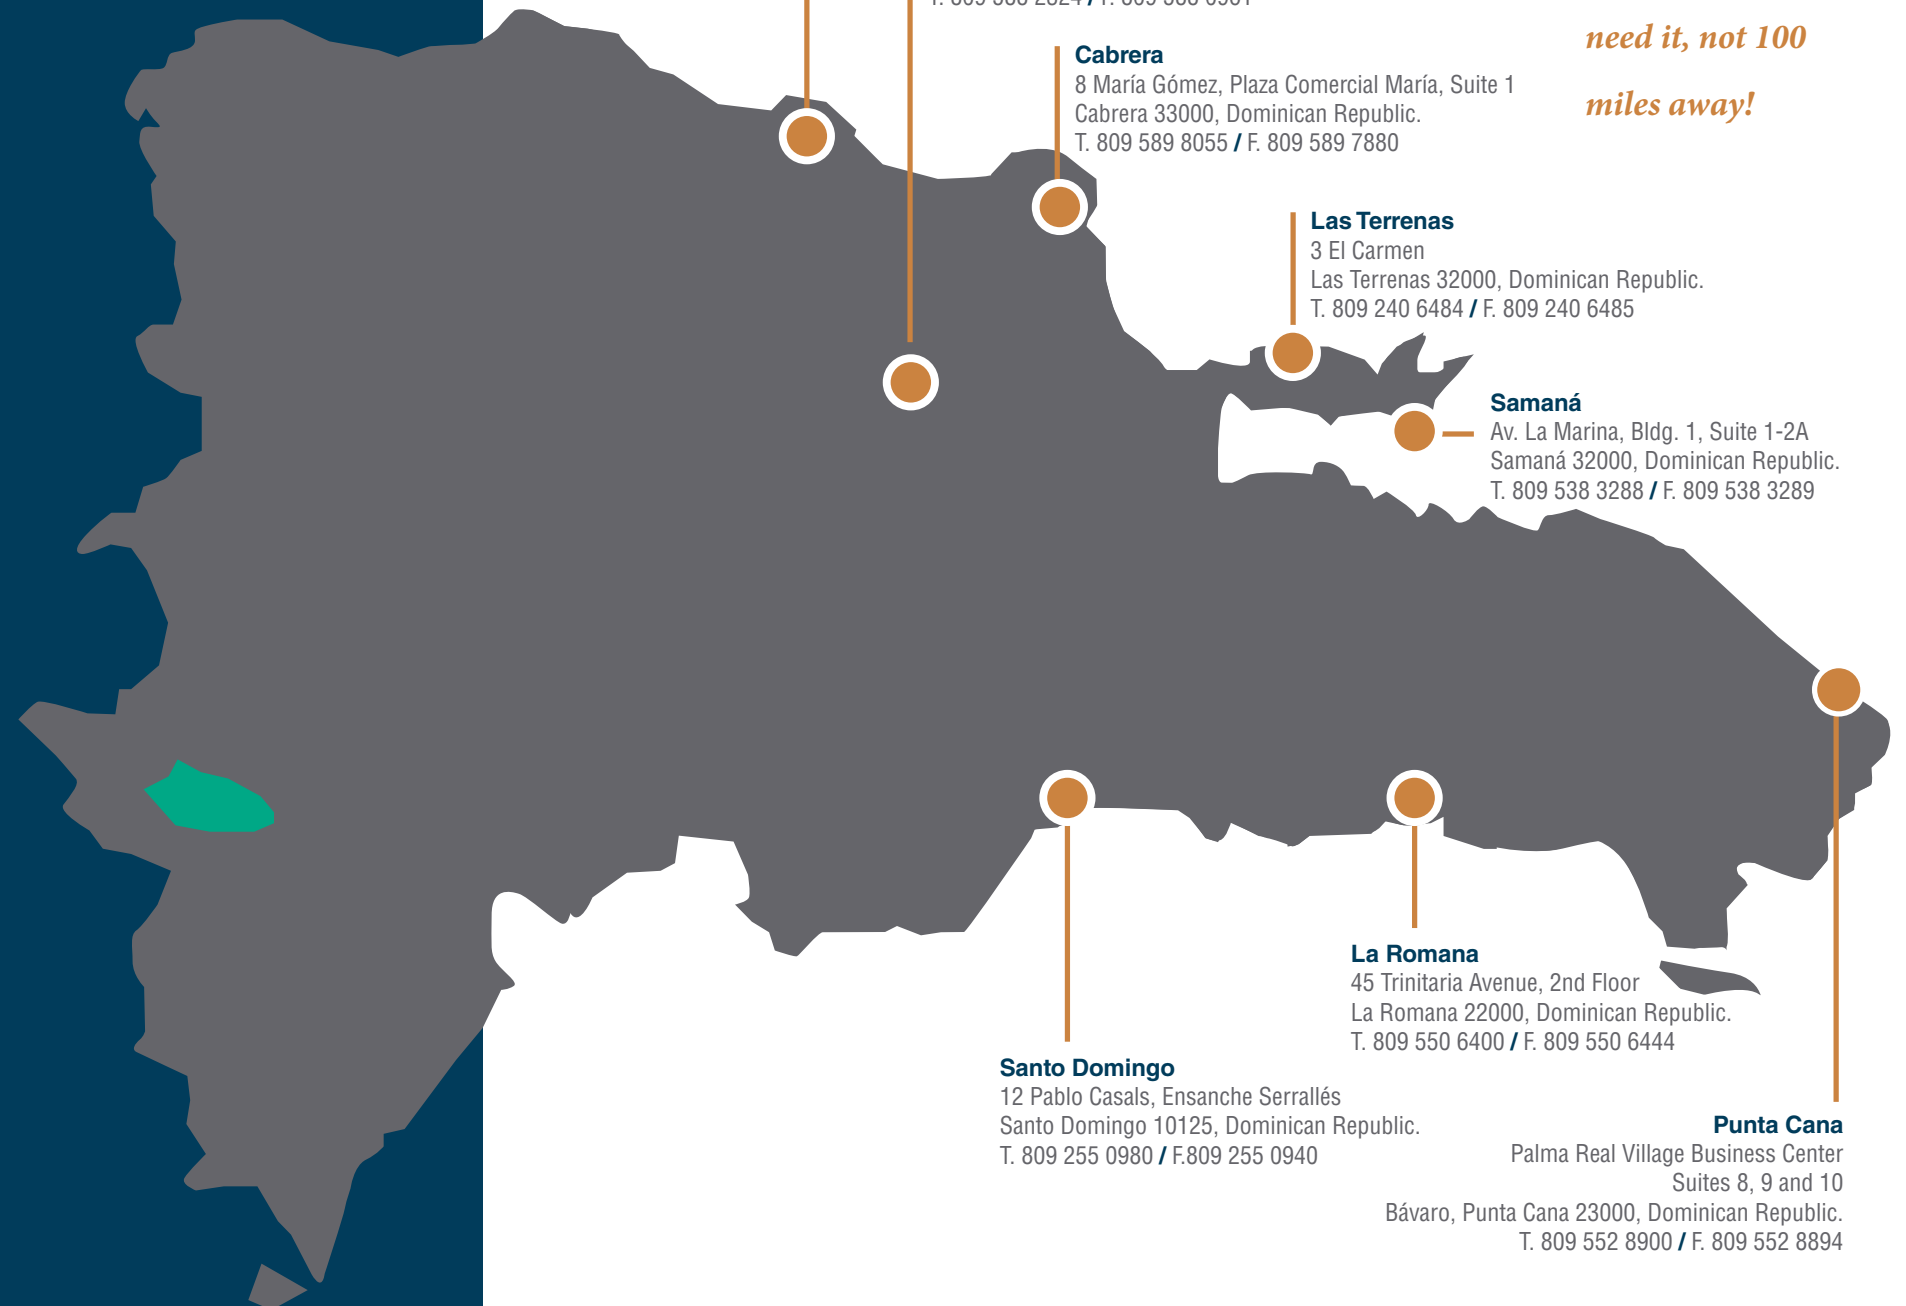 need it, not 100
miles away!
Cabrera
8 María Gómez, Plaza Comercial María, Suite 1
Cabrera 33000, Dominican Republic.
T. 809 589 8055 / F. 809 589 7880
Las Terrenas
3 El Carmen
Las Terrenas 32000, Dominican Republic.
T. 809 240 6484 / F. 809 240 6485
Samaná
Av. La Marina, Bldg. 1, Suite 1-2A
Samaná 32000, Dominican Republic.
T. 809 538 3288 / F. 809 538 3289
La Romana
45 Trinitaria Avenue, 2nd Floor
La Romana 22000, Dominican Republic.
T. 809 550 6400 / F. 809 550 6444
Santo Domingo
12 Pablo Casals, Ensanche Serrallés
Santo Domingo 10125, Dominican Republic.
T. 809 255 0980 / F.809 255 0940
Punta Cana
Palma Real Village Business Center
Suites 8, 9 and 10
Bávaro, Punta Cana 23000, Dominican Republic.
T. 809 552 8900 / F. 809 552 8894